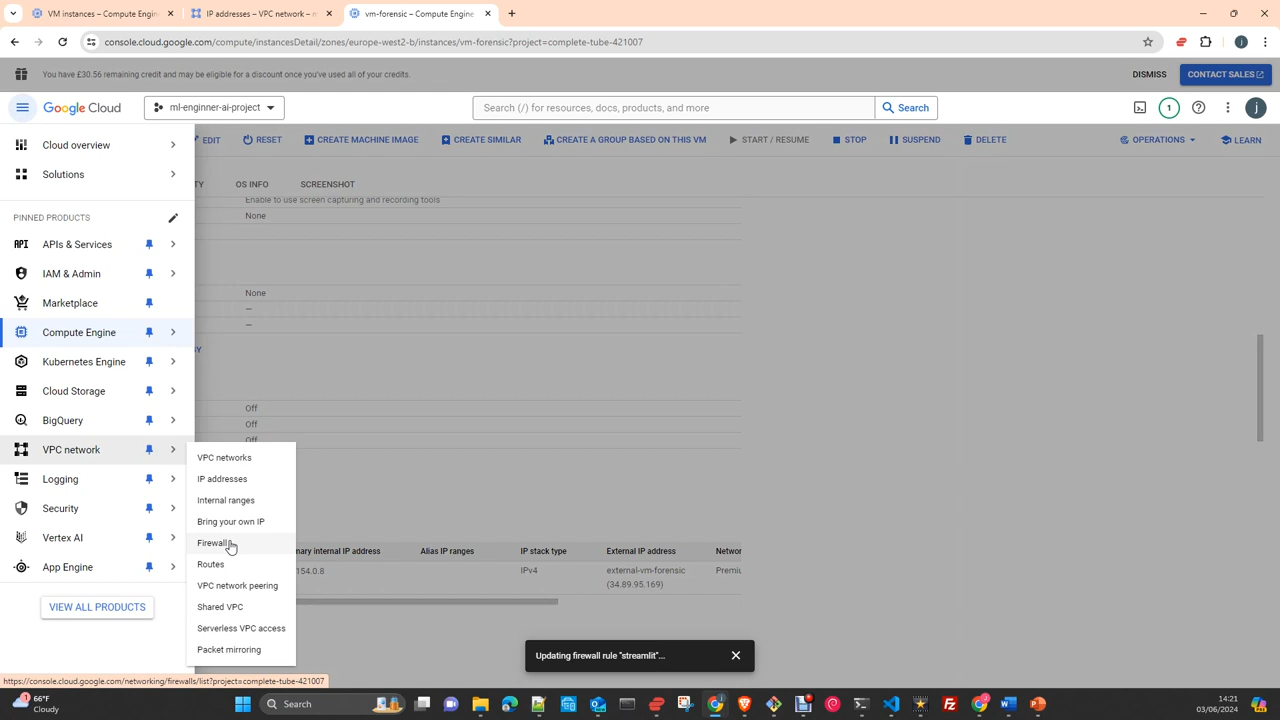 VM instances – Compute Engin
IP addresses – VPC network – m
vm-forensic – Compute Engine
console.cloud.google.com/compute/instancesDetail/zones/europe-west2-b/instances/vm-forensic?project=complete-tube-421007
You have £30.56 remaining credit and may be eligible for a discount once you've used all of your credits.
DISMISS
CONTACT SALES
Google Cloud
ml-enginner-ai-project
Search (/) for resources, docs, products, and more
Search
1
j
EDIT
RESET
CREATE MACHINE IMAGE
CREATE SIMILAR
CREATE A GROUP BASED ON THIS VM
START / RESUME
STOP
SUSPEND
DELETE
OPERATIONS
LEARN
Cloud overview
Solutions
PINNED PRODUCTS
API APIs & Services
IAM & Admin
Marketplace
Compute Engine
Kubernetes Engine
Cloud Storage
BigQuery
VPC network
Logging
Security
Vertex AI
App Engine
VIEW ALL PRODUCTS
TY
OS INFO
SCREENSHOT
Enable to use screen capturing and recording tools
None
None
—
—
Y
Off
Off
Off
VPC networks
IP addresses
Internal ranges
Bring your own IP
Firewall
Routes
VPC network peering
Shared VPC
Serverless VPC access
Packet mirroring
mary internal IP address
Alias IP ranges
IP stack type
External IP address
Networ
154.0.8
IPv4
external-vm-forensic
(34.89.95.169)
Premiu
Updating firewall rule "streamlit"...
https://console.cloud.google.com/networking/firewalls/list?project=complete-tube-421007
66°F
Cloudy
Search
14:21
03/06/2024